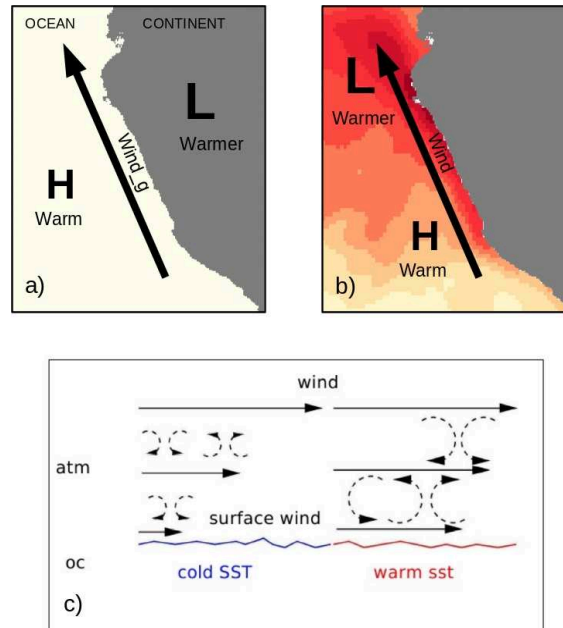 OCEAN CONTINENT
L
Warmer
Wind_g
H
Warm
a)
L
Warmer
Wind
H
Warm
b)
wind
atm
surface wind
oc
cold SST warm sst
c)